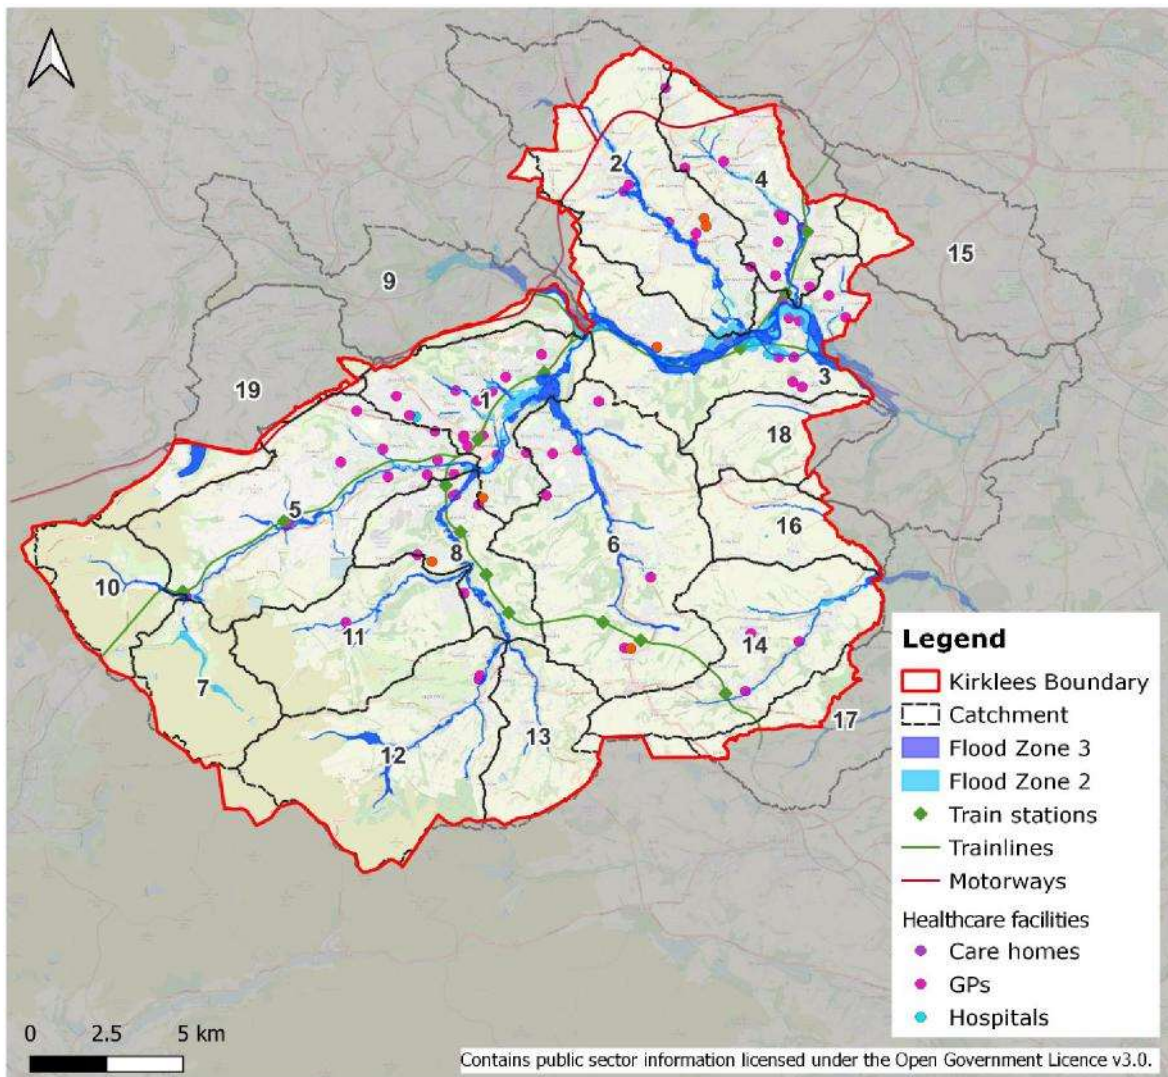 2
4
15
9
3
19
1
18
5
16
6
8
10
11
14
7
17
13
12
Legend
Kirklees Boundary
Catchment
Flood Zone 3
Flood Zone 2
Train stations
Trainlines
Motorways
Healthcare facilities
Care homes
GPs
Hospitals
0 2.5 5 km
Contains public sector information licensed under the Open Government Licence v3.0.